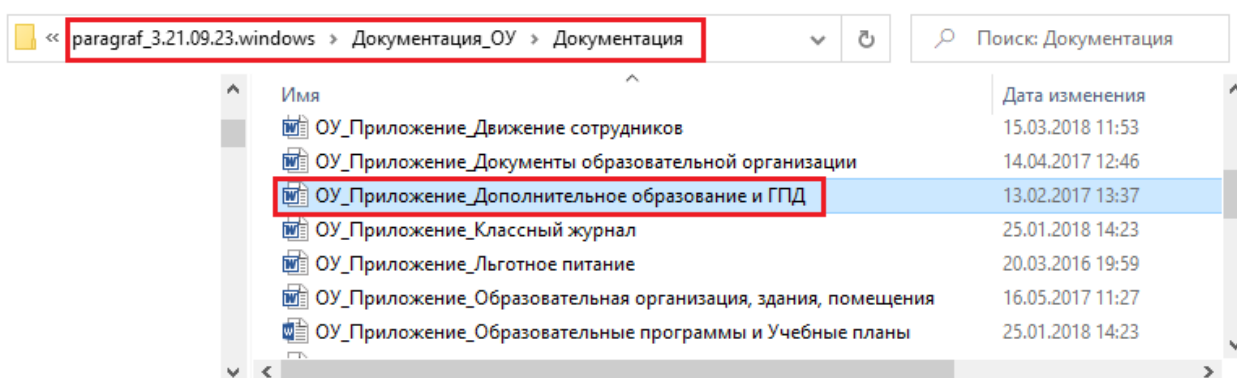 « paragraf_3.21.09.23.windows › Документация_ОУ › Документация Поиск: Документация
Имя Дата изменения
ОУ_Приложение_Движение сотрудников 15.03.2018 11:53
ОУ_Приложение_Документы образовательной организации 14.04.2017 12:46
ОУ_Приложение_Дополнительное образование и ГПД 13.02.2017 13:37
ОУ_Приложение_Классный журнал 25.01.2018 14:23
ОУ_Приложение_Льготное питание 20.03.2016 19:59
ОУ_Приложение_Образовательная организация, здания, помещения 16.05.2017 11:27
ОУ_Приложение_Образовательные программы и Учебные планы 25.01.2018 14:23